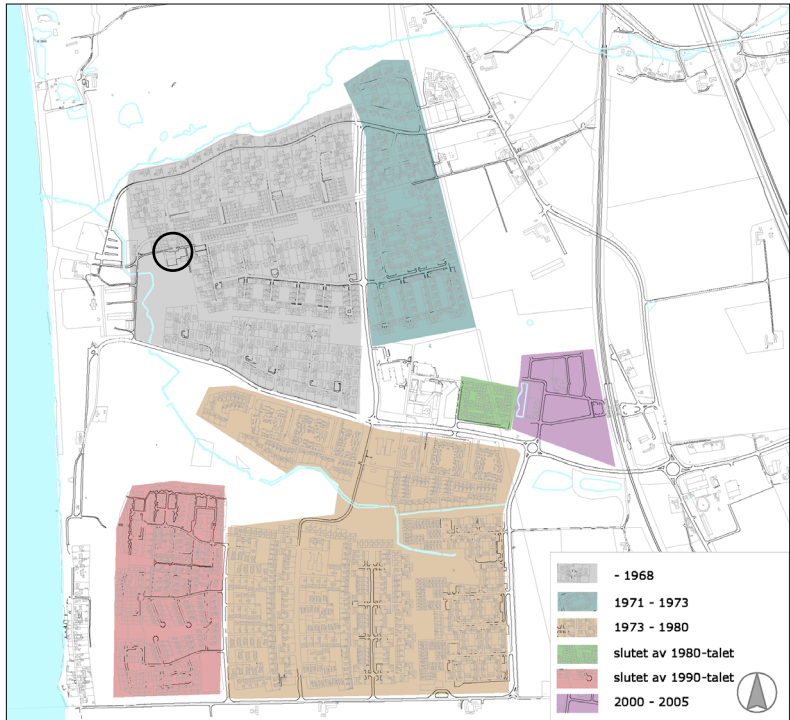 - 1968
1971 - 1973
1973 - 1980
slutet av 1980-talet
slutet av 1990-talet
2000 - 2005